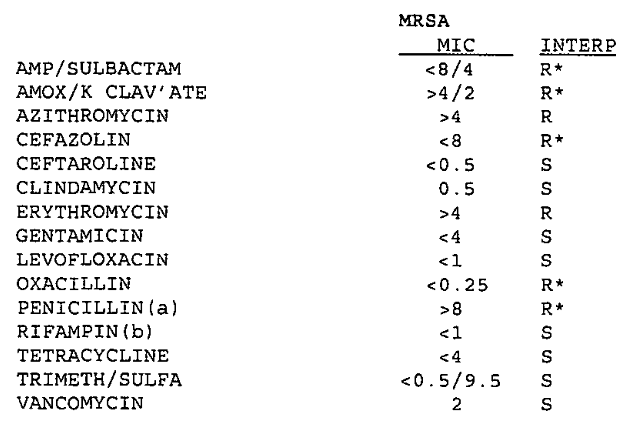 MRSA
MIC INTERP
AMP/SULBACTAM <8/4 R*
AMOX/K CLAV'ATE >4/2 R*
AZITHROMYCIN >4 R
CEFAZOLIN <8 R*
CEFTAROLINE <0.5 S
CLINDAMYCIN 0.5 S
ERYTHROMYCIN >4 R
GENTAMICIN <4 S
LEVOFLOXACIN <1 S
OXACILLIN <0.25 R*
PENICILLIN(a) >8 R*
RIFAMPIN(b) <1 S
TETRACYCLINE <4 S
TRIMETH/SULFA <0.5/9.5 S
VANCOMYCIN 2 S